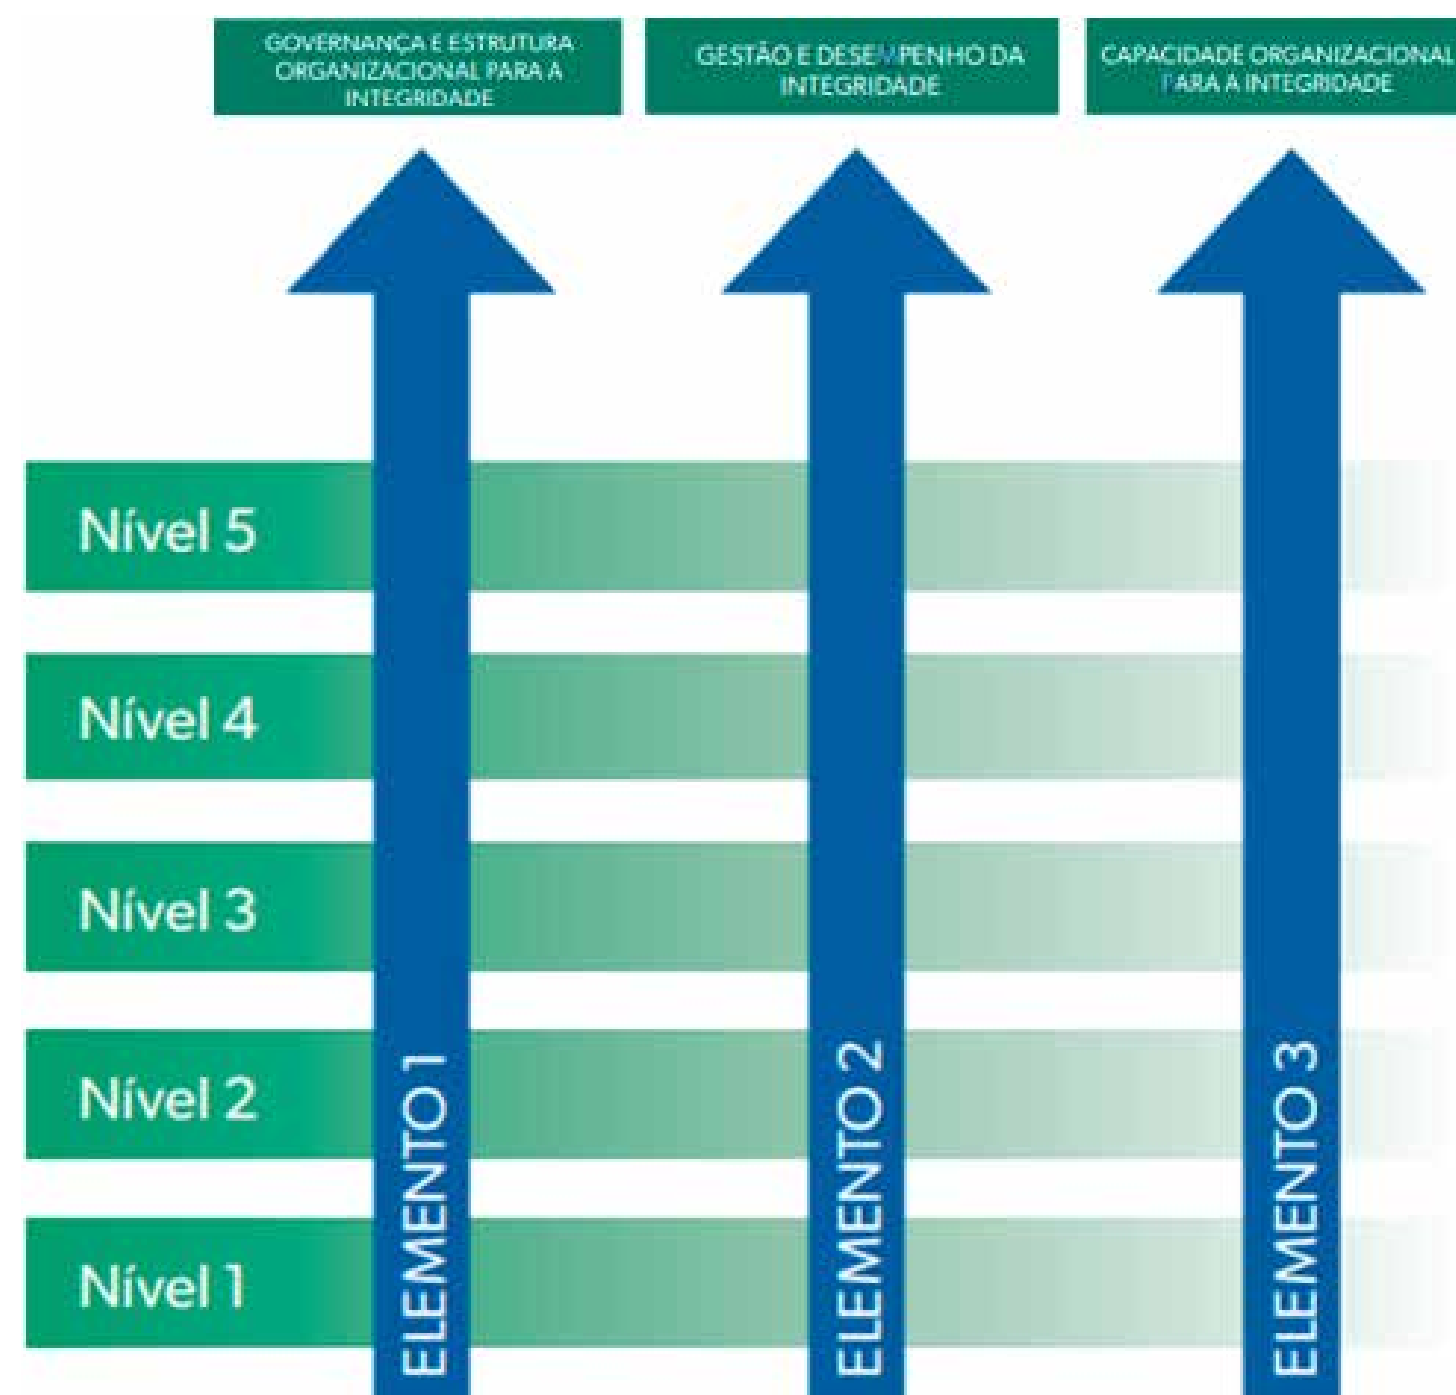 GOVERNANÇA E ESTRUTURA
ORGANIZACIONAL PARA A
INTEGRIDADE
GESTÃO E DESEMPENHO DA
INTEGRIDADE
CAPACIDADE ORGANIZACIONAL
PARA A INTEGRIDADE
Nível 5
Nível 4
Nível 3
Nível 2
Nível 1
ELEMENTO 1
ELEMENTO 2
ELEMENTO 3